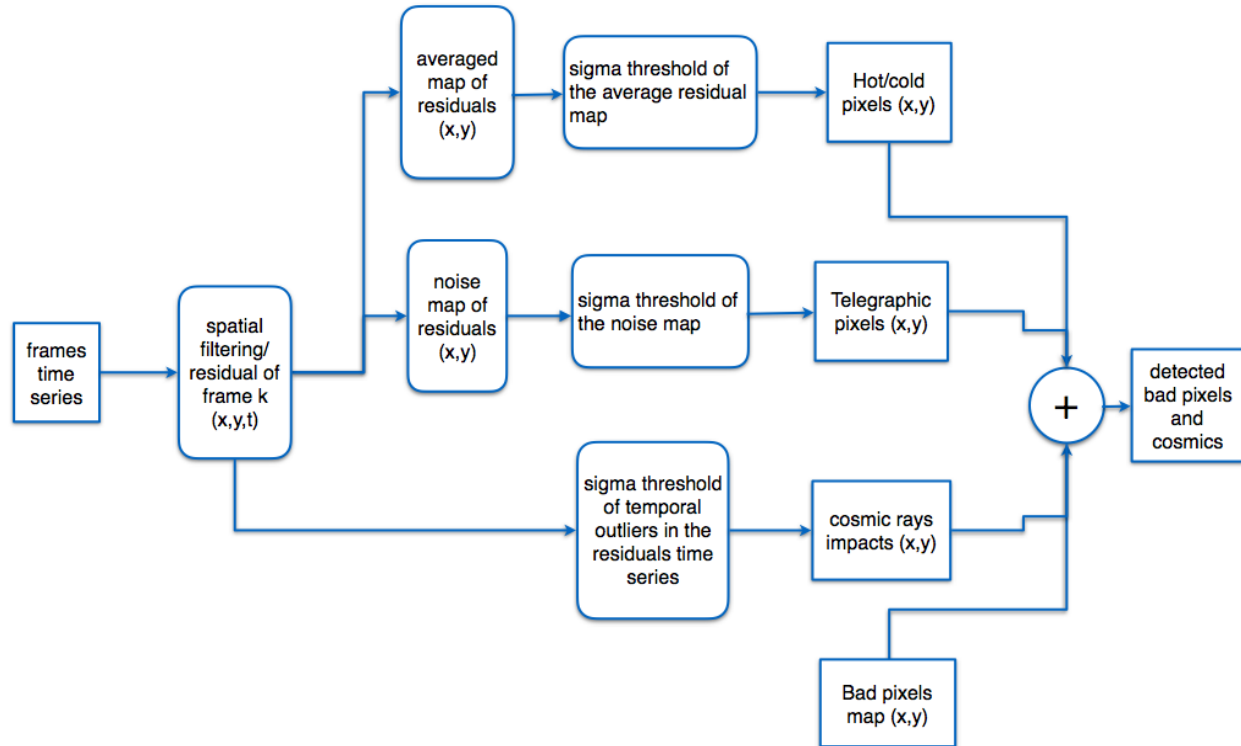 frames
time
series
spatial
filtering/
residual of
frame k
(x,y,t)
averaged
map of
residuals
(x,y)
sigma threshold of
the average residual
map
Hot/cold
pixels (x,y)
noise
map of
residuals
(x,y)
sigma threshold of
the noise map
Telegraphic
pixels (x,y)
sigma threshold
of temporal
outliers in the
residuals time
series
cosmic rays
impacts (x,y)
Bad pixels
map (x,y)
+
detected
bad pixels
and
cosmics